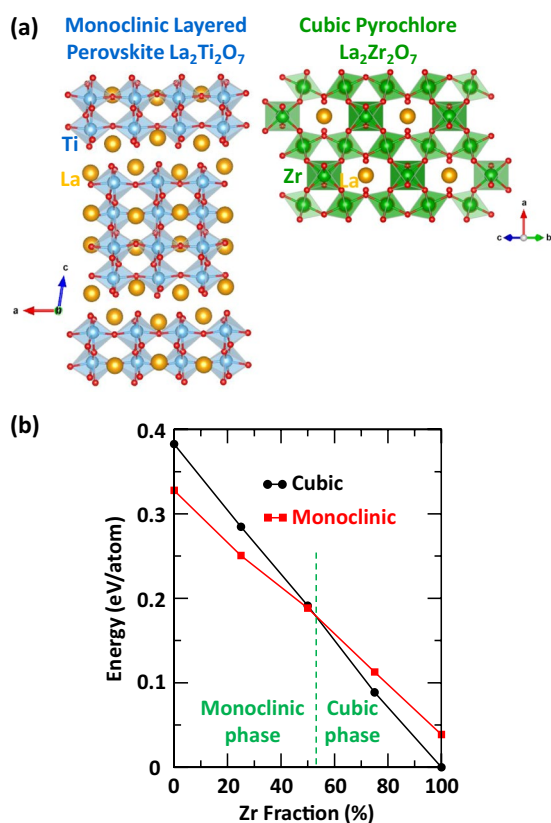 (a)
Monoclinic Layered
Perovskite La₂Ti₂O₇
Cubic Pyrochlore
La₂Zr₂O₇
Ti
La
Zr
La
c
a
b
a
c
b
(b)
0.4
0.3
0.2
0.1
0
Energy (eV/atom)
Cubic
Monoclinic
Monoclinic
phase
Cubic
phase
0
20
40
60
80
100
Zr Fraction (%)